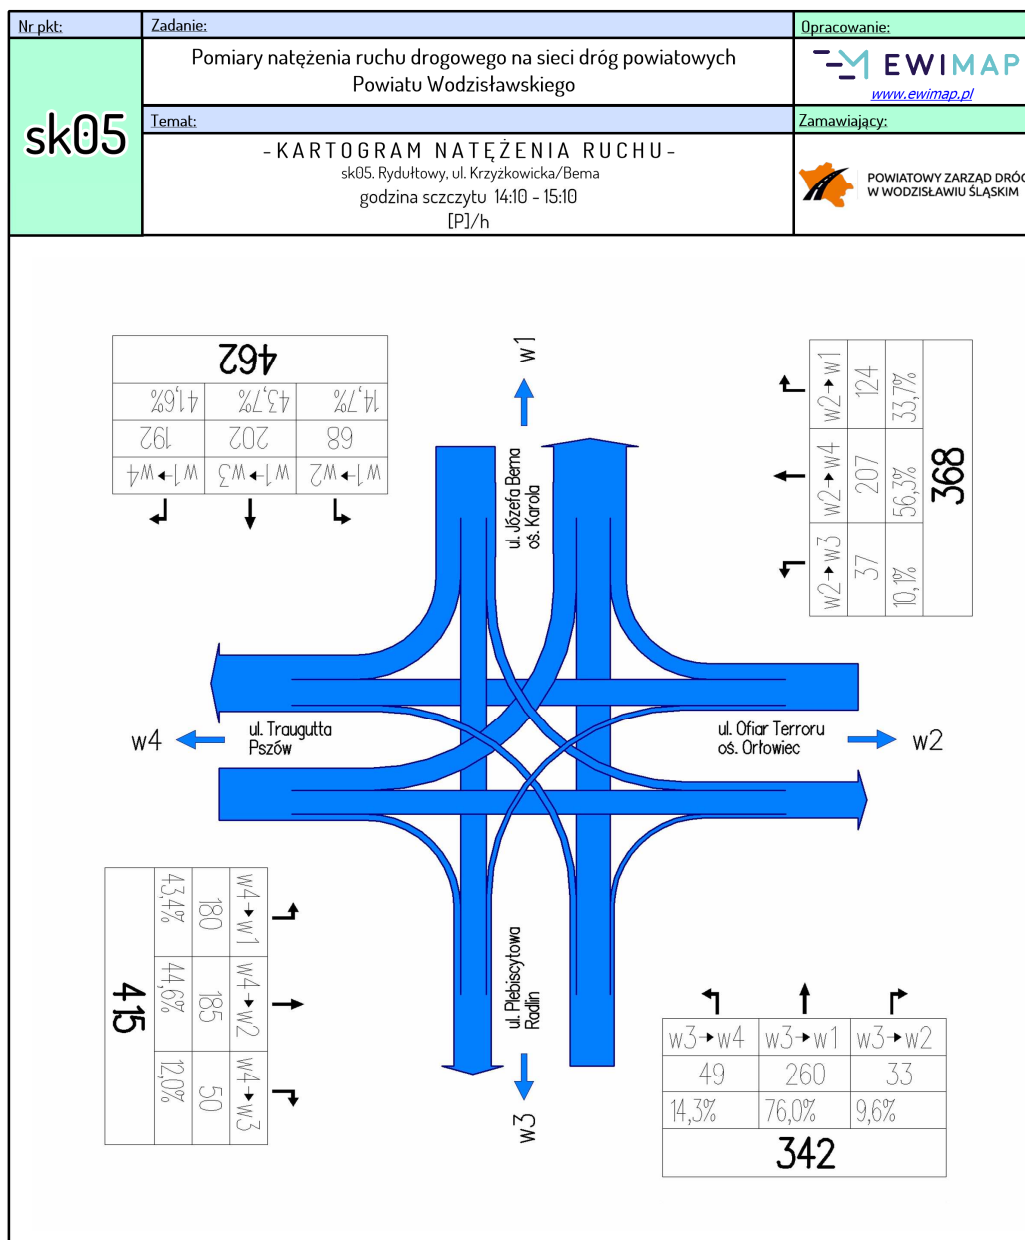 Nr pkt:
Zadanie:
Opracowanie:
sk05
Pomiary natężenia ruchu drogowego na sieci dróg powiatowych
Powiatu Wodzisławskiego
EWIMAP
www.ewimap.pl
Temat:
Zamawiający:
-KARTOGRAM NATĘŻENIA RUCHU-
sk05. Rydułtowy, ul. Krzyżkowicka/Bema
godzina sczczytu 14:10 - 15:10
[P]/h
POWIATOWY ZARZĄD DRÓG
W WODZISŁAWIU ŚLĄSKIM
462
41,6% 43,7% 14,7%
192 202 68
w1→w4 w1→w3 w1→w2
w1
ul. Józefa Bema
oś. Karola
w2→w3 w2→w4 w2→w1
37 207 124
10,1% 56,3% 33,7%
368
w4
ul. Traugutta
Pszów
ul. Ofiar Terroru
oś. Orłowiec
w2
w4→w1 w4→w2 w4→w3
180 185 50
43,4% 44,6% 12,0%
415
ul. Plebiscytowa
Radlin
w3
w3→w4 w3→w1 w3→w2
49 260 33
14,3% 76,0% 9,6%
342